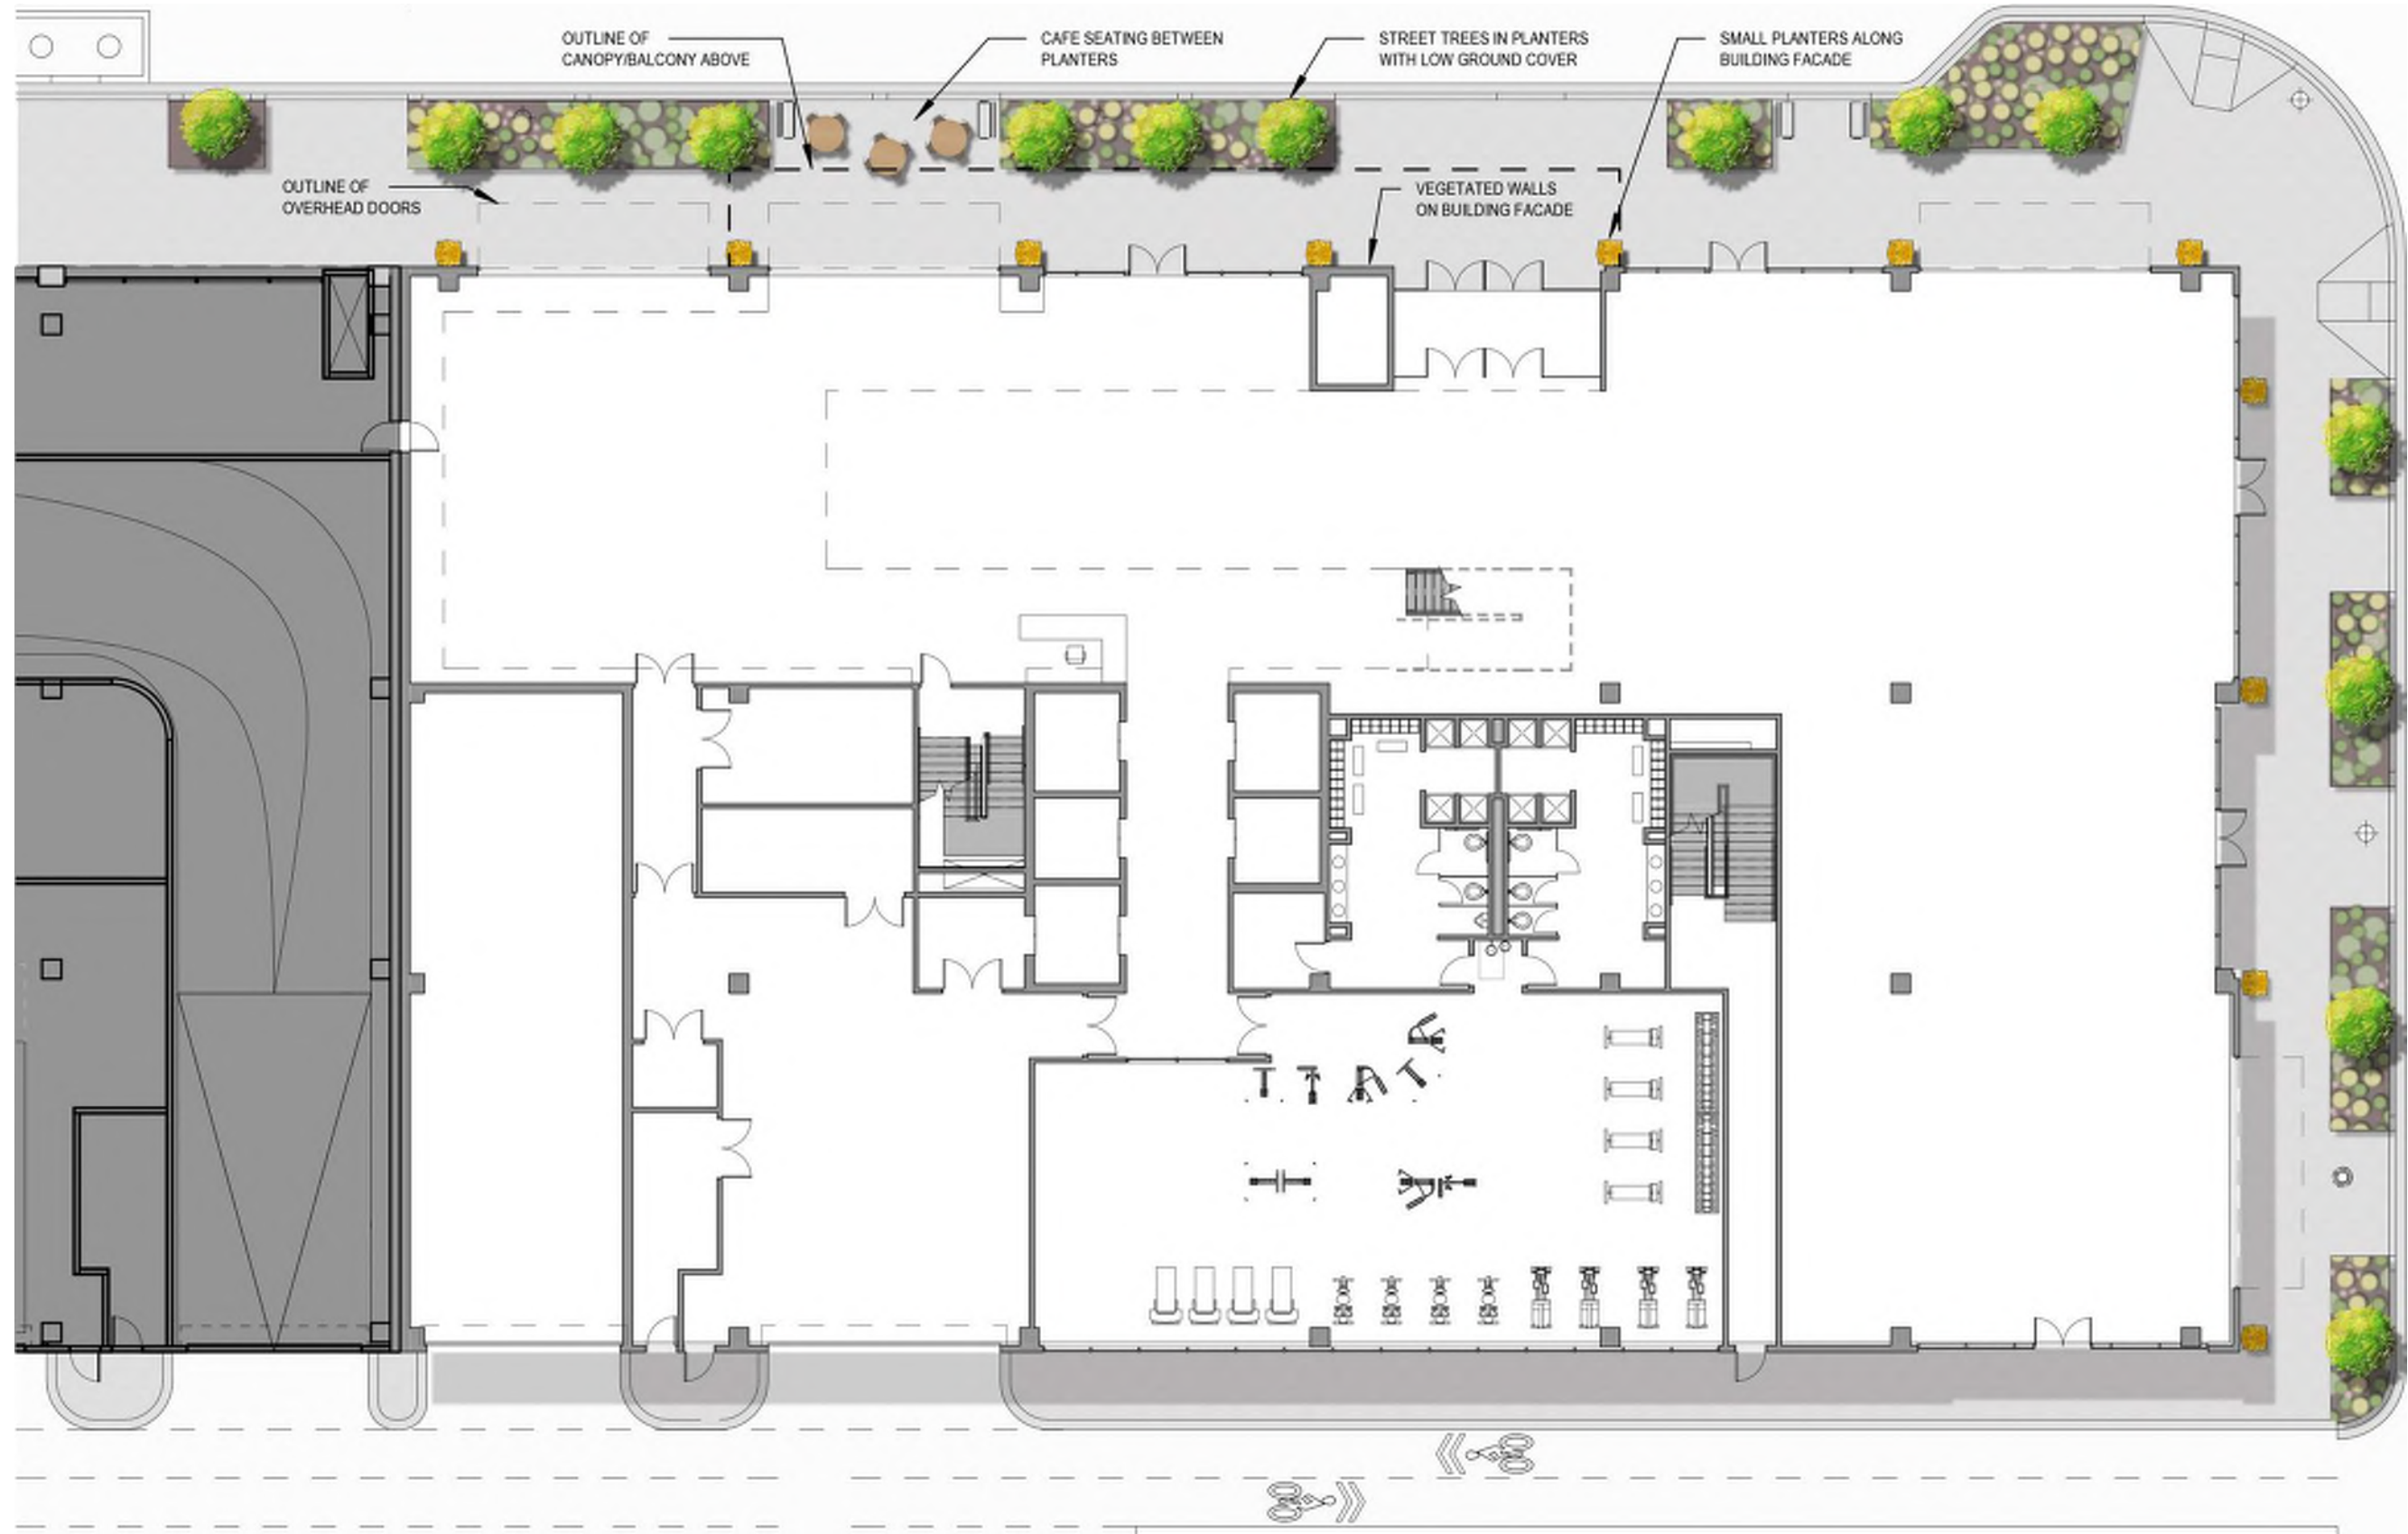 OUTLINE OF
CANOPY/BALCONY ABOVE
CAFE SEATING BETWEEN
PLANTERS
STREET TREES IN PLANTERS
WITH LOW GROUND COVER
SMALL PLANTERS ALONG
BUILDING FACADE
OUTLINE OF
OVERHEAD DOORS
VEGETATED WALLS
ON BUILDING FACADE